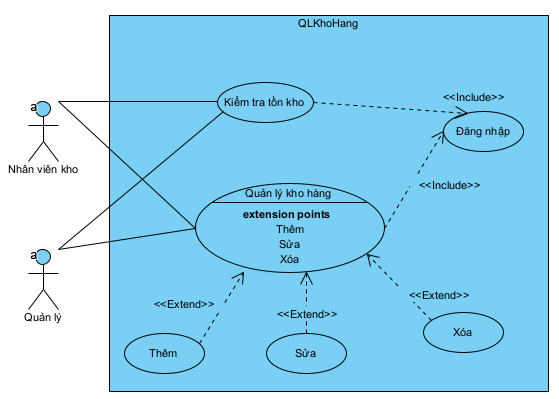 QLKhoHang
<<Include>>
a
Kiểm tra tồn kho
Đăng nhập
Nhân viên kho
<<Include>>
Quản lý kho hàng
extension points
Thêm
Sửa
Xóa
a
<<Extend>>
<<Extend>>
<<Extend>>
Quản lý
Xóa
Thêm
Sửa